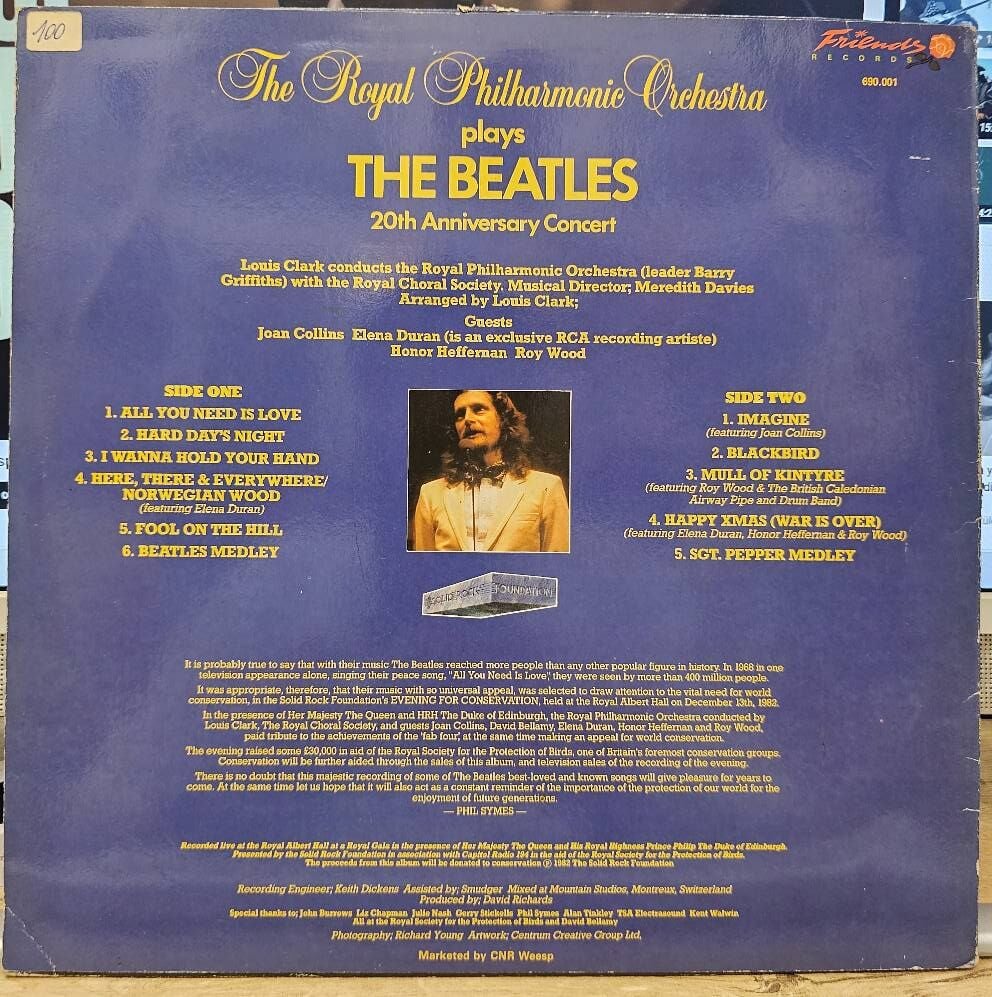 100
The Friends
RECORDS
690.001
The Royal Philharmonic Orchestra
plays
THE BEATLES
20th Anniversary Concert
Louis Clark conducts the Royal Philharmonic Orchestra (leader Barry
Griffiths) with the Royal Choral Society. Musical Director; Meredith Davies
Arranged by Louis Clark;
Guests
Joan Collins Elena Duran (is an exclusive RCA recording artiste)
Honor Heffernan Roy Wood
SIDE ONE
1. ALL YOU NEED IS LOVE
2. HARD DAY'S NIGHT
3. I WANNA HOLD YOUR HAND
4. HERE, THERE & EVERYWHERE/
NORWEGIAN WOOD
(featuring Elena Duran)
5. FOOL ON THE HILL
6. BEATLES MEDLEY
SIDE TWO
1. IMAGINE
(featuring Joan Collins)
2. BLACKBIRD
3. MULL OF KINTYRE
(featuring Roy Wood & The British Caledonian
Airway Pipe and Drum Band)
4. HAPPY XMAS (WAR IS OVER)
(featuring Elena Duran, Honor Heffernan & Roy Wood)
5. SGT. PEPPER MEDLEY
SOLID ROCK FOUNDATION
It is probably true to say that with their music The Beatles reached more people than any other popular figure in history. In 1968 in one
television appearance alone, singing their peace song, "All You Need Is Love", they were seen by more than 400 million people.
It was appropriate, therefore, that their music with so universal appeal, was selected to draw attention to the vital need for world
conservation, in the Solid Rock Foundation's EVENING FOR CONSERVATION, held at the Royal Albert Hall on December 13th, 1982.
In the presence of Her Majesty The Queen and HRH The Duke of Edinburgh, the Royal Philharmonic Orchestra conducted by
Louis Clark, The Royal Choral Society, and guests Joan Collins, David Bellamy, Elena Duran, Honor Heffernan and Roy Wood,
paid tribute to the achievements of the 'fab four', at the same time making an appeal for world conservation.
The evening raised some £30,000 in aid of the Royal Society for the Protection of Birds, one of Britain's foremost conservation groups.
Conservation will be further aided through the sales of this album, and television sales of the recording of the evening.
There is no doubt that this majestic recording of some of The Beatles best-loved and known songs will give pleasure for years to
come. At the same time let us hope that it will also act as a constant reminder of the importance of the protection of our world for the
enjoyment of future generations.
— PHIL SYMES —
Recorded live at the Royal Albert Hall at a Royal Gala in the presence of Her Majesty The Queen and His Royal Highness Prince Philip The Duke of Edinburgh.
Presented by the Solid Rock Foundation in association with Capitol Radio 194 in the aid of the Royal Society for the Protection of Birds.
The proceeds from this album will be donated to conservation Ⓟ 1982 The Solid Rock Foundation
Recording Engineer; Keith Dickens Assisted by; Smudger Mixed at Mountain Studios, Montreux, Switzerland
Produced by; David Richards
Special thanks to; John Burrows Liz Chapman Julie Nash Gerry Stickells Phil Symes Alan Tinkley TSA Electrasound Kent Walwin
All at the Royal Society for the Protection of Birds and David Bellamy
Photography; Richard Young Artwork; Centrum Creative Group Ltd,
Marketed by CNR Weesp